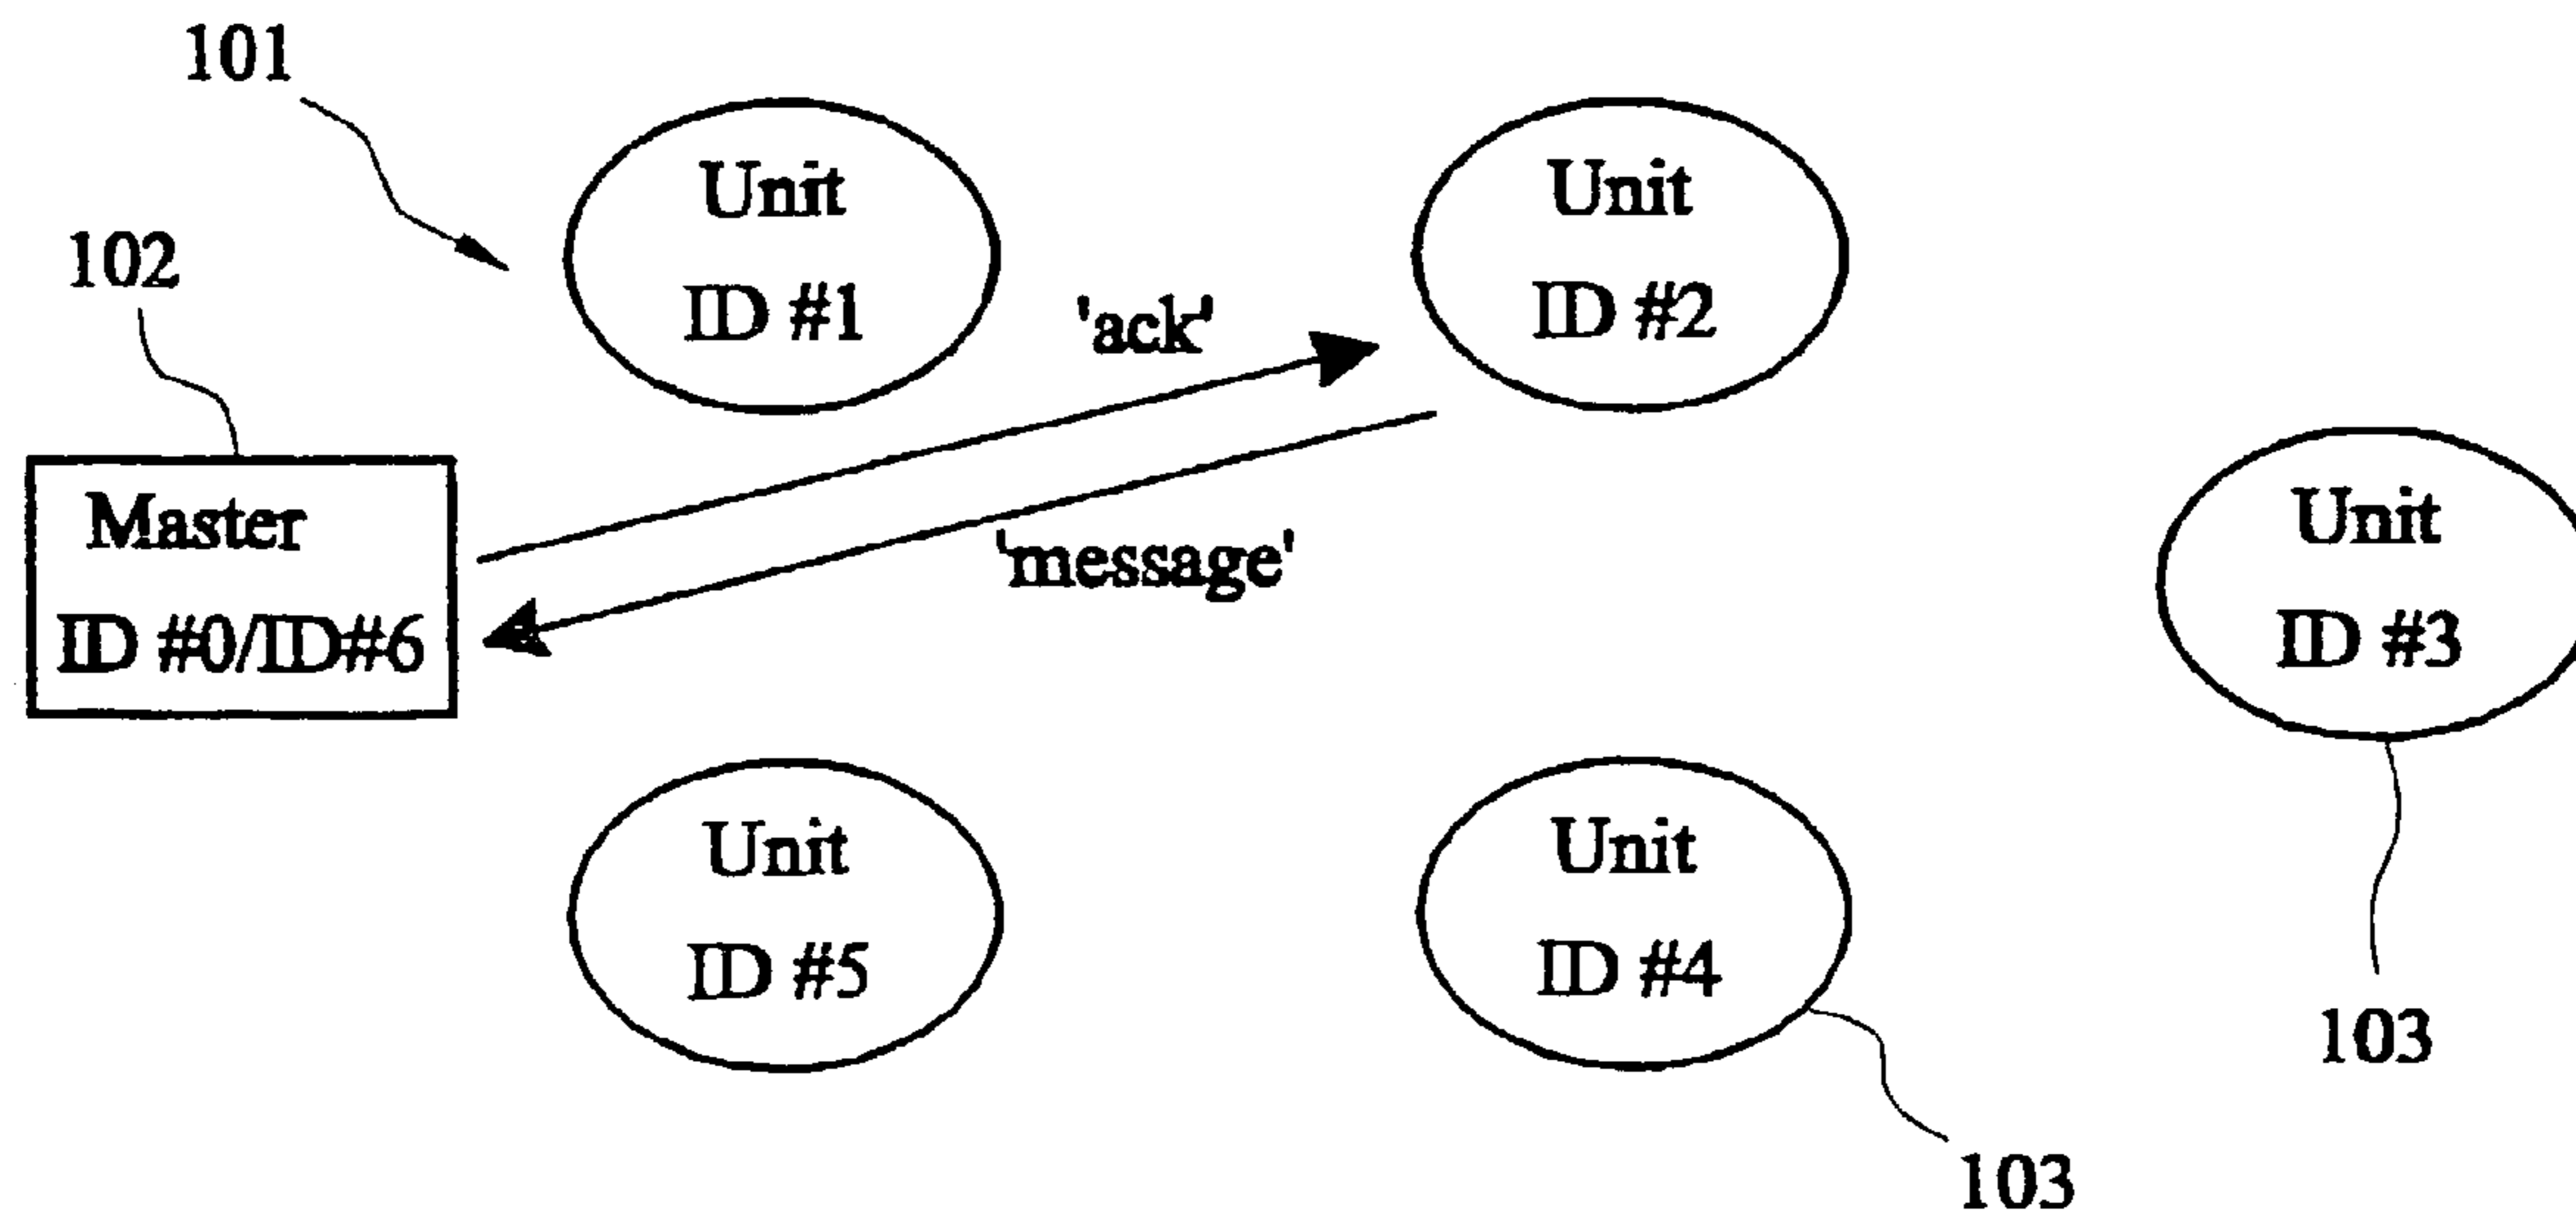 101
Unit
ID #1
Unit
ID #2
'ack'
102
Master
ID #0/ID#6
'message'
Unit
ID #3
Unit
ID #5
Unit
ID #4
103
103